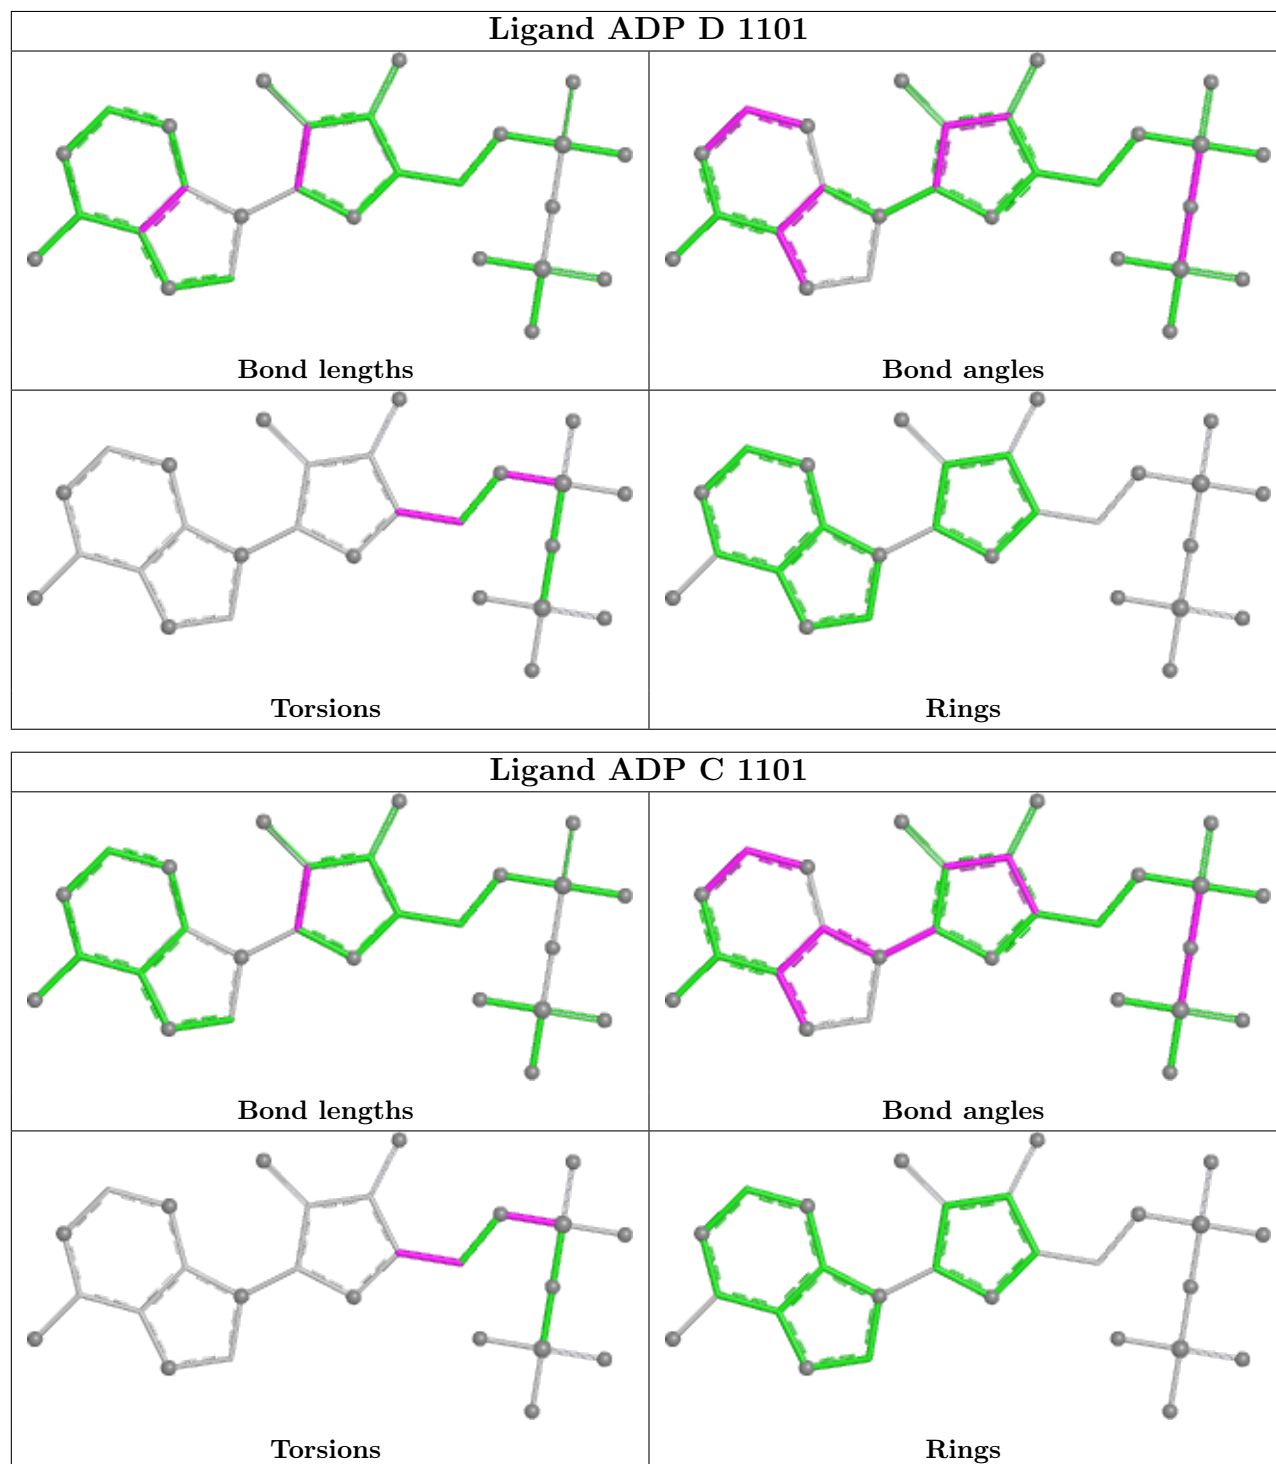 Ligand ADP D 1101
Bond lengths
Bond angles
Torsions
Rings
Ligand ADP C 1101
Bond lengths
Bond angles
Torsions
Rings